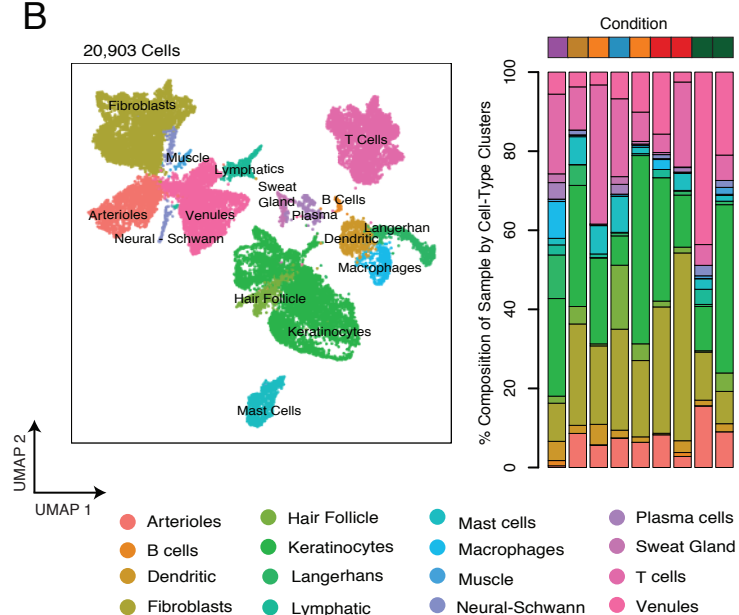 B
20,903 Cells
Condition
Fibroblasts
T Cells
Muscle
Lymphatics
Sweat
Gland
B Cells
Plasma
Arterioles
Venules
Langerhan
Neural - Schwann
Dendritic
Macrophages
Hair Follicle
Keratinocytes
Mast Cells
UMAP 2
UMAP 1
% Composiition of Sample by Cell-Type Clusters
100
80
60
40
20
0
Arterioles
Hair Follicle
Mast cells
Plasma cells
B cells
Keratinocytes
Macrophages
Sweat Gland
Dendritic
Langerhans
Muscle
T cells
Fibroblasts
Lymphatic
Neural-Schwann
Venules